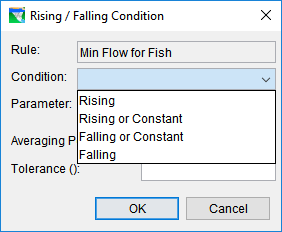 Rising / Falling Condition
Rule: Min Flow for Fish
Condition:
Parameter:
Rising
Rising or Constant
Falling or Constant
Falling
Averaging P
Tolerance ():
OK Cancel